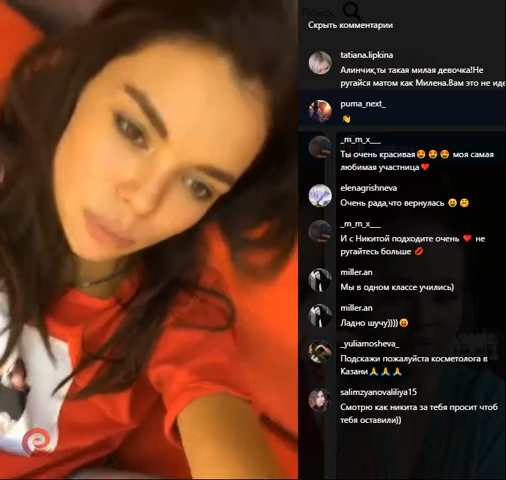 Поиск
Скрыть комментарии
tatiana.lipkina
Алинчик,ты такая милая девочка!Не
ругайся матом как Милена.Вам это не иде
puma_next_
👏
_m_m_x___
Ты очень красивая😍😍😍 моя самая
любимая участница❤️
elenagrishneva
Очень рада,что вернулась
_m_m_x___
И с Никитой подходите очень ❤️ не
ругайтесь больше 💋
miller.an
Мы в одном классе учились)
miller.an
Ладно шучу))))
_yuliamosheva_
Подскажи пожалуйста косметолога в
Казани🙏🙏🙏
salimzyanovaliliya15
Смотрю как никита за тебя просит чтоб
тебя оставили))